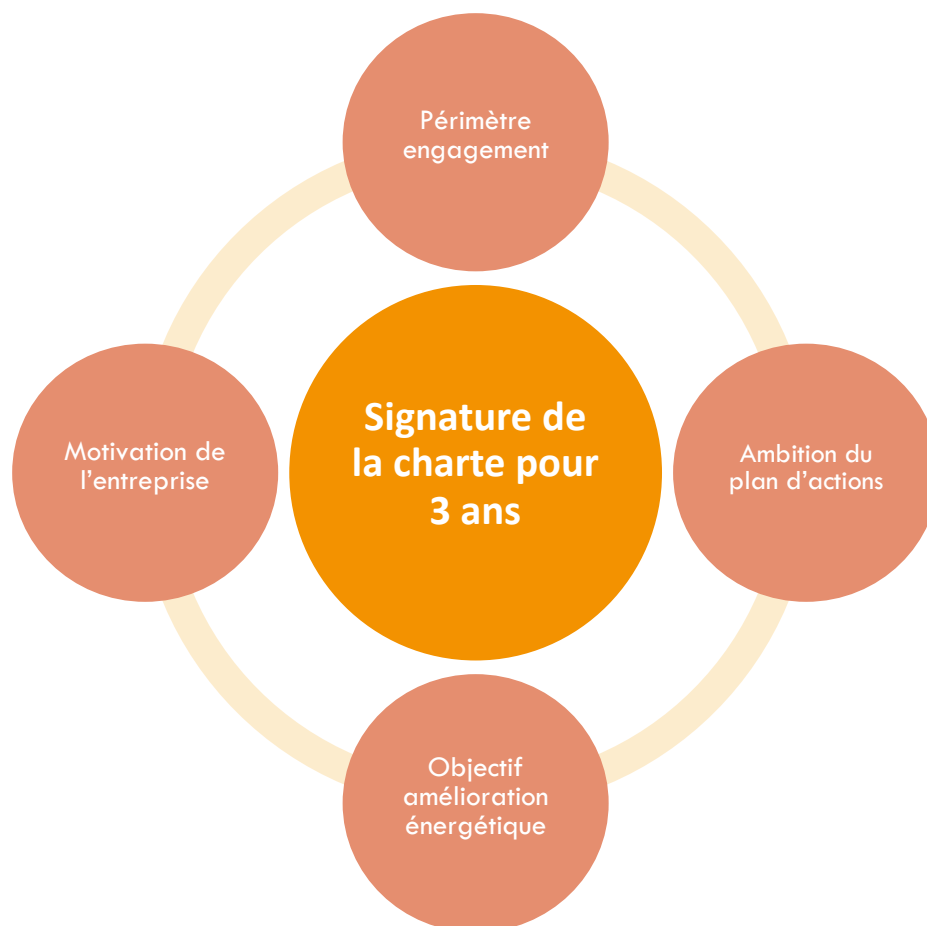 Périmètre
engagement
Signature de
la charte pour
3 ans
Motivation de
l’entreprise
Ambition du
plan d’actions
Objectif
amélioration
énergétique